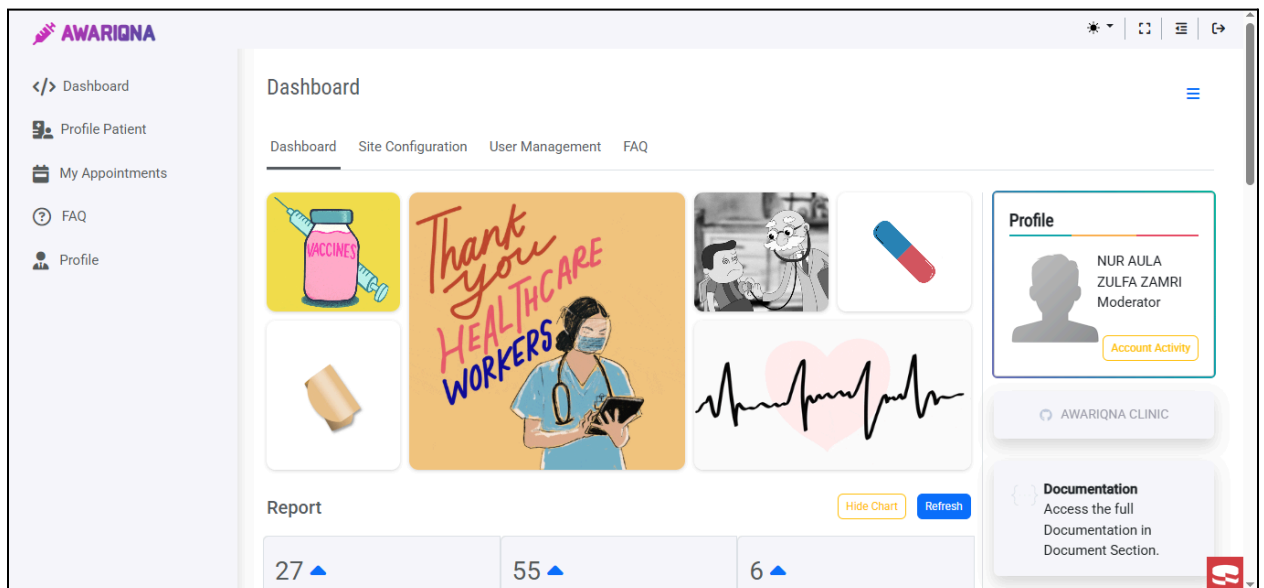 AWARIQNA
Dashboard
Profile Patient
My Appointments
FAQ
Profile
Dashboard
Dashboard Site Configuration User Management FAQ
VACCINES
Thank
you
HEALTHCARE
WORKERS
Profile
NUR AULA
ZULFA ZAMRI
Moderator
Account Activity
AWARIQNA CLINIC
Documentation
Access the full
Documentation in
Document Section.
Report
Hide Chart Refresh
27 55 6